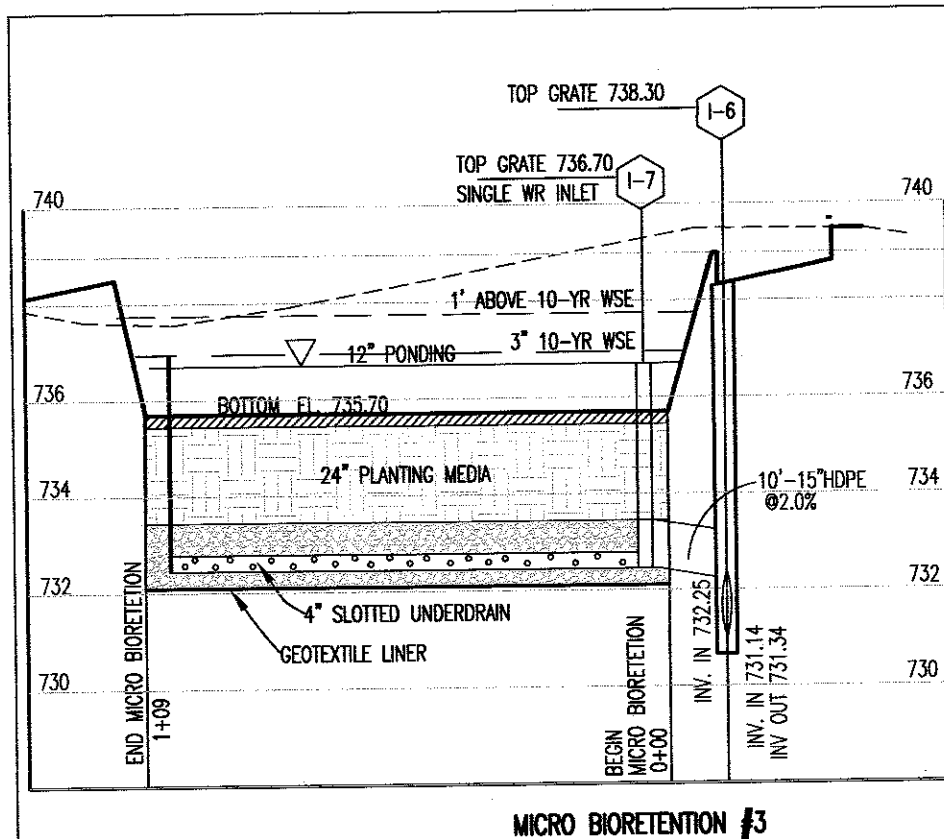 TOP GRATE 738.30
I-6
TOP GRATE 736.70
SINGLE WR INLET
I-7
740
740
1' ABOVE 10-YR WSE
3" 10-YR WSE
12" PONDING
736
736
BOTTOM EL. 735.70
24" PLANTING MEDIA
734
734
10'-15"HDPE
@2.0%
732
732
4" SLOTTED UNDERDRAIN
GEOTEXTILE LINER
730
730
END MICRO BIORETETION
1+09
BEGIN
MICRO BIORETENTION
0+00
INV. IN 732.25
INV. IN 731.14
INV OUT 731.34
MICRO BIORETENTION #3